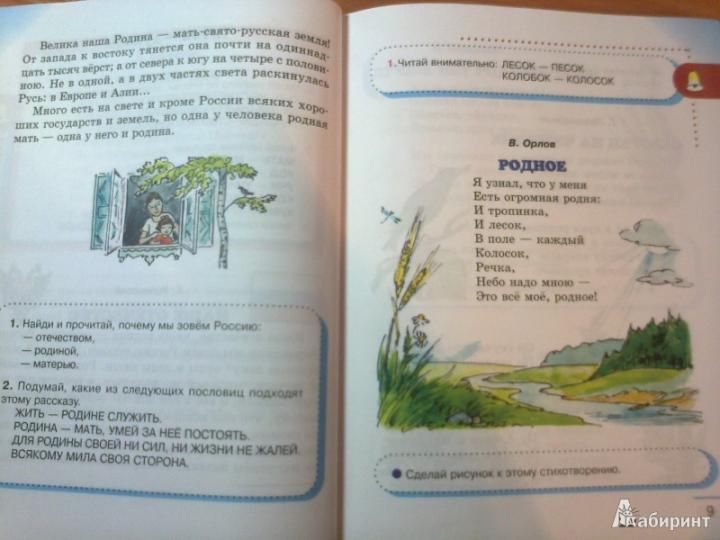 Велика наша Родина — мать-свято-русская земля!
От запада к востоку тянется она почти на одинна-
дцать тысяч вёрст; а от севера к югу на четыре с полови-
ною. Не в одной, а в двух частях света раскинулась
Русь: в Европе и Азии...
Много есть на свете и кроме России всяких хоро-
ших государств и земель, но одна у человека родная
мать — одна у него и родина.
1. Найди и прочитай, почему мы зовём Россию:
— отечеством,
— родиной,
— матерью.
2. Подумай, какие из следующих пословиц подходят
этому рассказу.
ЖИТЬ — РОДИНЕ СЛУЖИТЬ.
РОДИНА — МАТЬ, УМЕЙ ЗА НЕЁ ПОСТОЯТЬ.
ДЛЯ РОДИНЫ СВОЕЙ НИ СИЛ, НИ ЖИЗНИ НЕ ЖАЛЕЙ.
ВСЯКОМУ МИЛА СВОЯ СТОРОНА.
1. Читай внимательно: ЛЕСОК — ПЕСОК
КОЛОБОК — КОЛОСОК
В. Орлов
РОДНОЕ
Я узнал, что у меня
Есть огромная родня:
И тропинка,
И лесок,
В поле — каждый
Колосок,
Речка,
Небо надо мною —
Это всё моё, родное!
Сделай рисунок к этому стихотворению.
9
Лабиринт